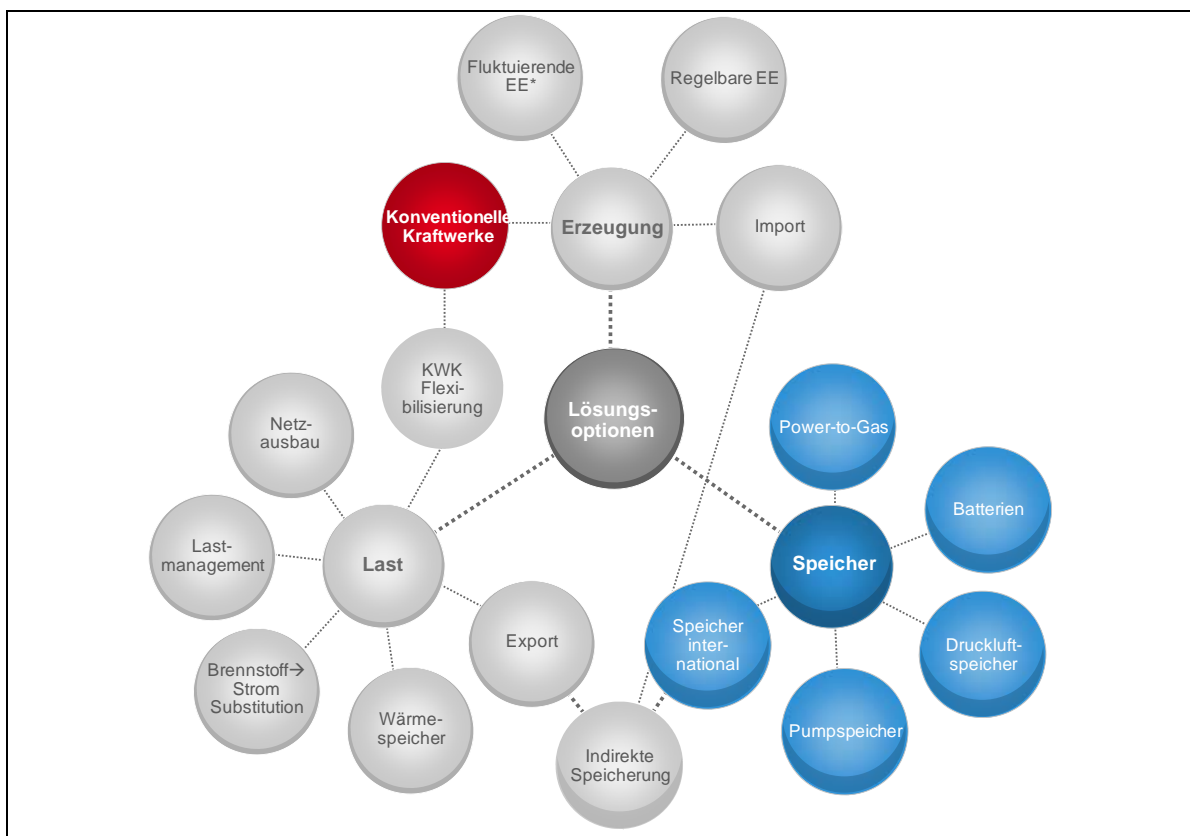 Fluktuierende
EE*
Regelbare EE
Konventionelle
Kraftwerke
Erzeugung
Import
KWK
Flexi-
bilisierung
Lösungs-
optionen
Netz-
ausbau
Power-to-Gas
Batterien
Last-
management
Last
Speicher
Export
Speicher
inter-
national
Druckluft-
speicher
Brennstoff→
Strom
Substitution
Wärme-
speicher
Pumpspeicher
Indirekte
Speicherung